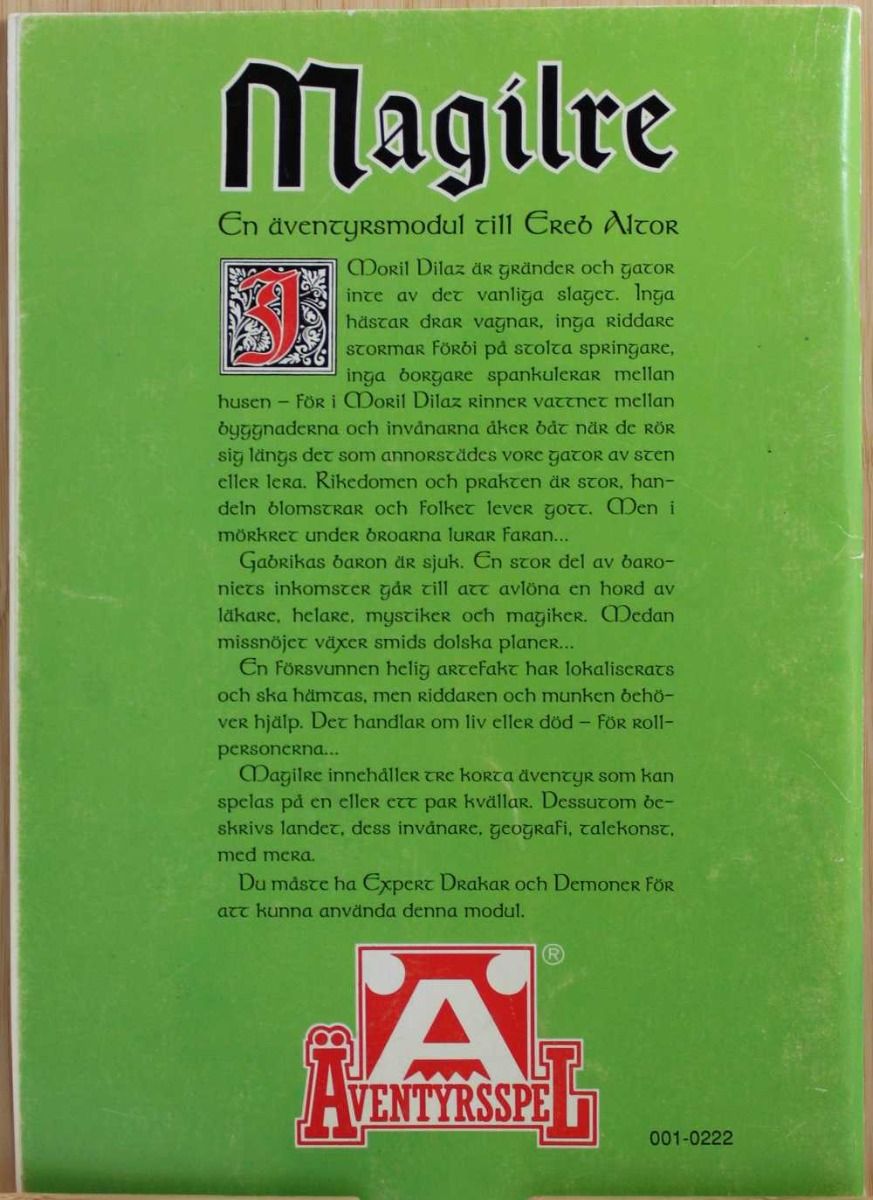 Magilre
En äventyrsmodul till Ereb Altor
I Moril Dilaz är gränder och gator
inte av det vanliga slaget. Inga
hästar drar vagnar, inga riddare
stormar förbi på stolta springare,
inga borgare spankulerar mellan
husen – för i Moril Dilaz rinner vattnet mellan
byggnaderna och invånarna åker båt när de rör
sig längs det som annorstädes vore gator av sten
eller lera. Rikedomen och prakten är stor, han-
deln blomstrar och folket lever gott. Men i
mörkret under broarna lurar faran...
Gabrikas baron är sjuk. En stor del av baro-
niets inkomster går till att avlöna en hord av
läkare, helare, mystiker och magiker. Medan
missnöjet växer smids dolska planer...
En försvunnen helig artefakt har lokaliserats
och ska hämtas, men riddaren och munken behö-
ver hjälp. Det handlar om liv eller död – för roll-
personerna...
Magilre innehåller tre korta äventyr som kan
spelas på en eller ett par kvällar. Dessutom be-
skrivs landet, dess invånare, geografi, talekonst,
med mera.
Du måste ha Expert Drakar och Demoner för
att kunna använda denna modul.
Ä ®
ÄVENTYRSSPEL
001-0222